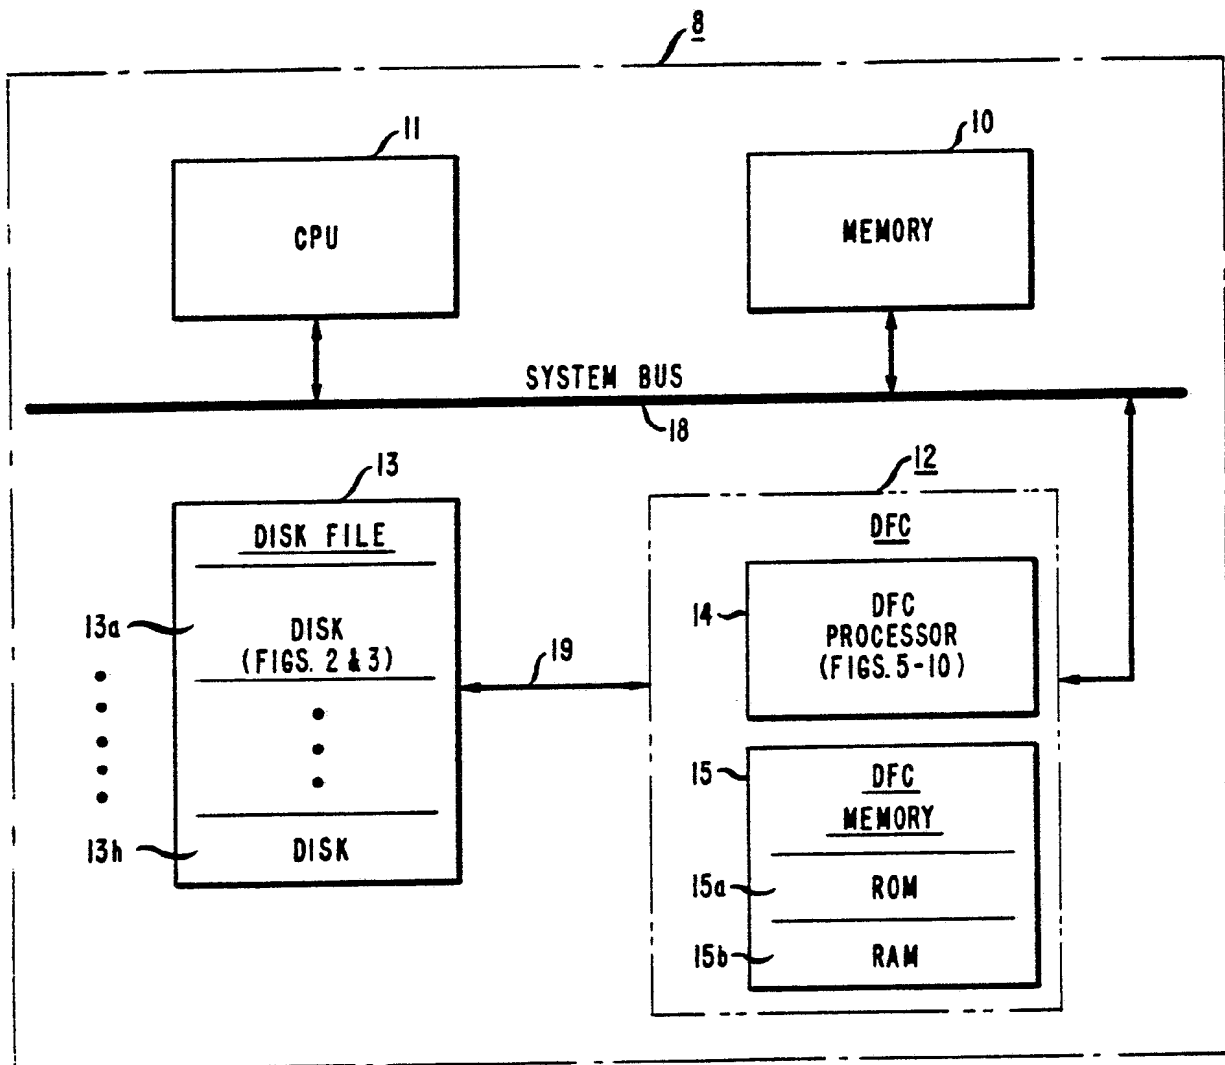 8
11
10
CPU
MEMORY
SYSTEM BUS
18
13
12
DISK FILE
DFC
13a
DISK
(FIGS. 2 & 3)
19
14
DFC
PROCESSOR
(FIGS. 5-10)
15
DFC
MEMORY
13h
DISK
15a
ROM
15b
RAM